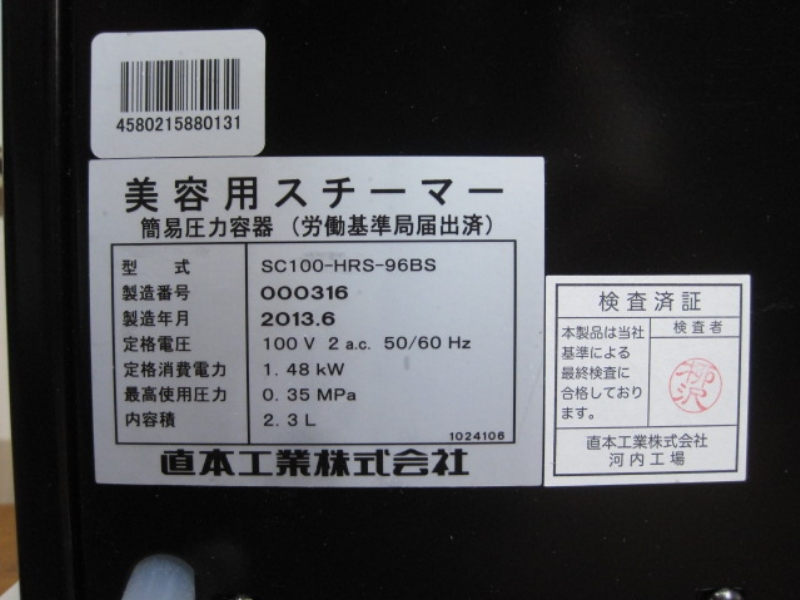 4580215880131
美容用スチーマー
簡易圧力容器（労働基準局届出済）
型 式 SC100-HRS-96BS
製造番号 000316
製造年月 2013.6
定格電圧 100 V 2 a.c. 50/60 Hz
定格消費電力 1.48 kW
最高使用圧力 0.35 MPa
内容積 2.3 L
1024106
直本工業株式会社
検査済証
本製品は当社
基準による
最終検査に
合格しており
ます。
検査者
柳沢
直本工業株式会社
河内工場